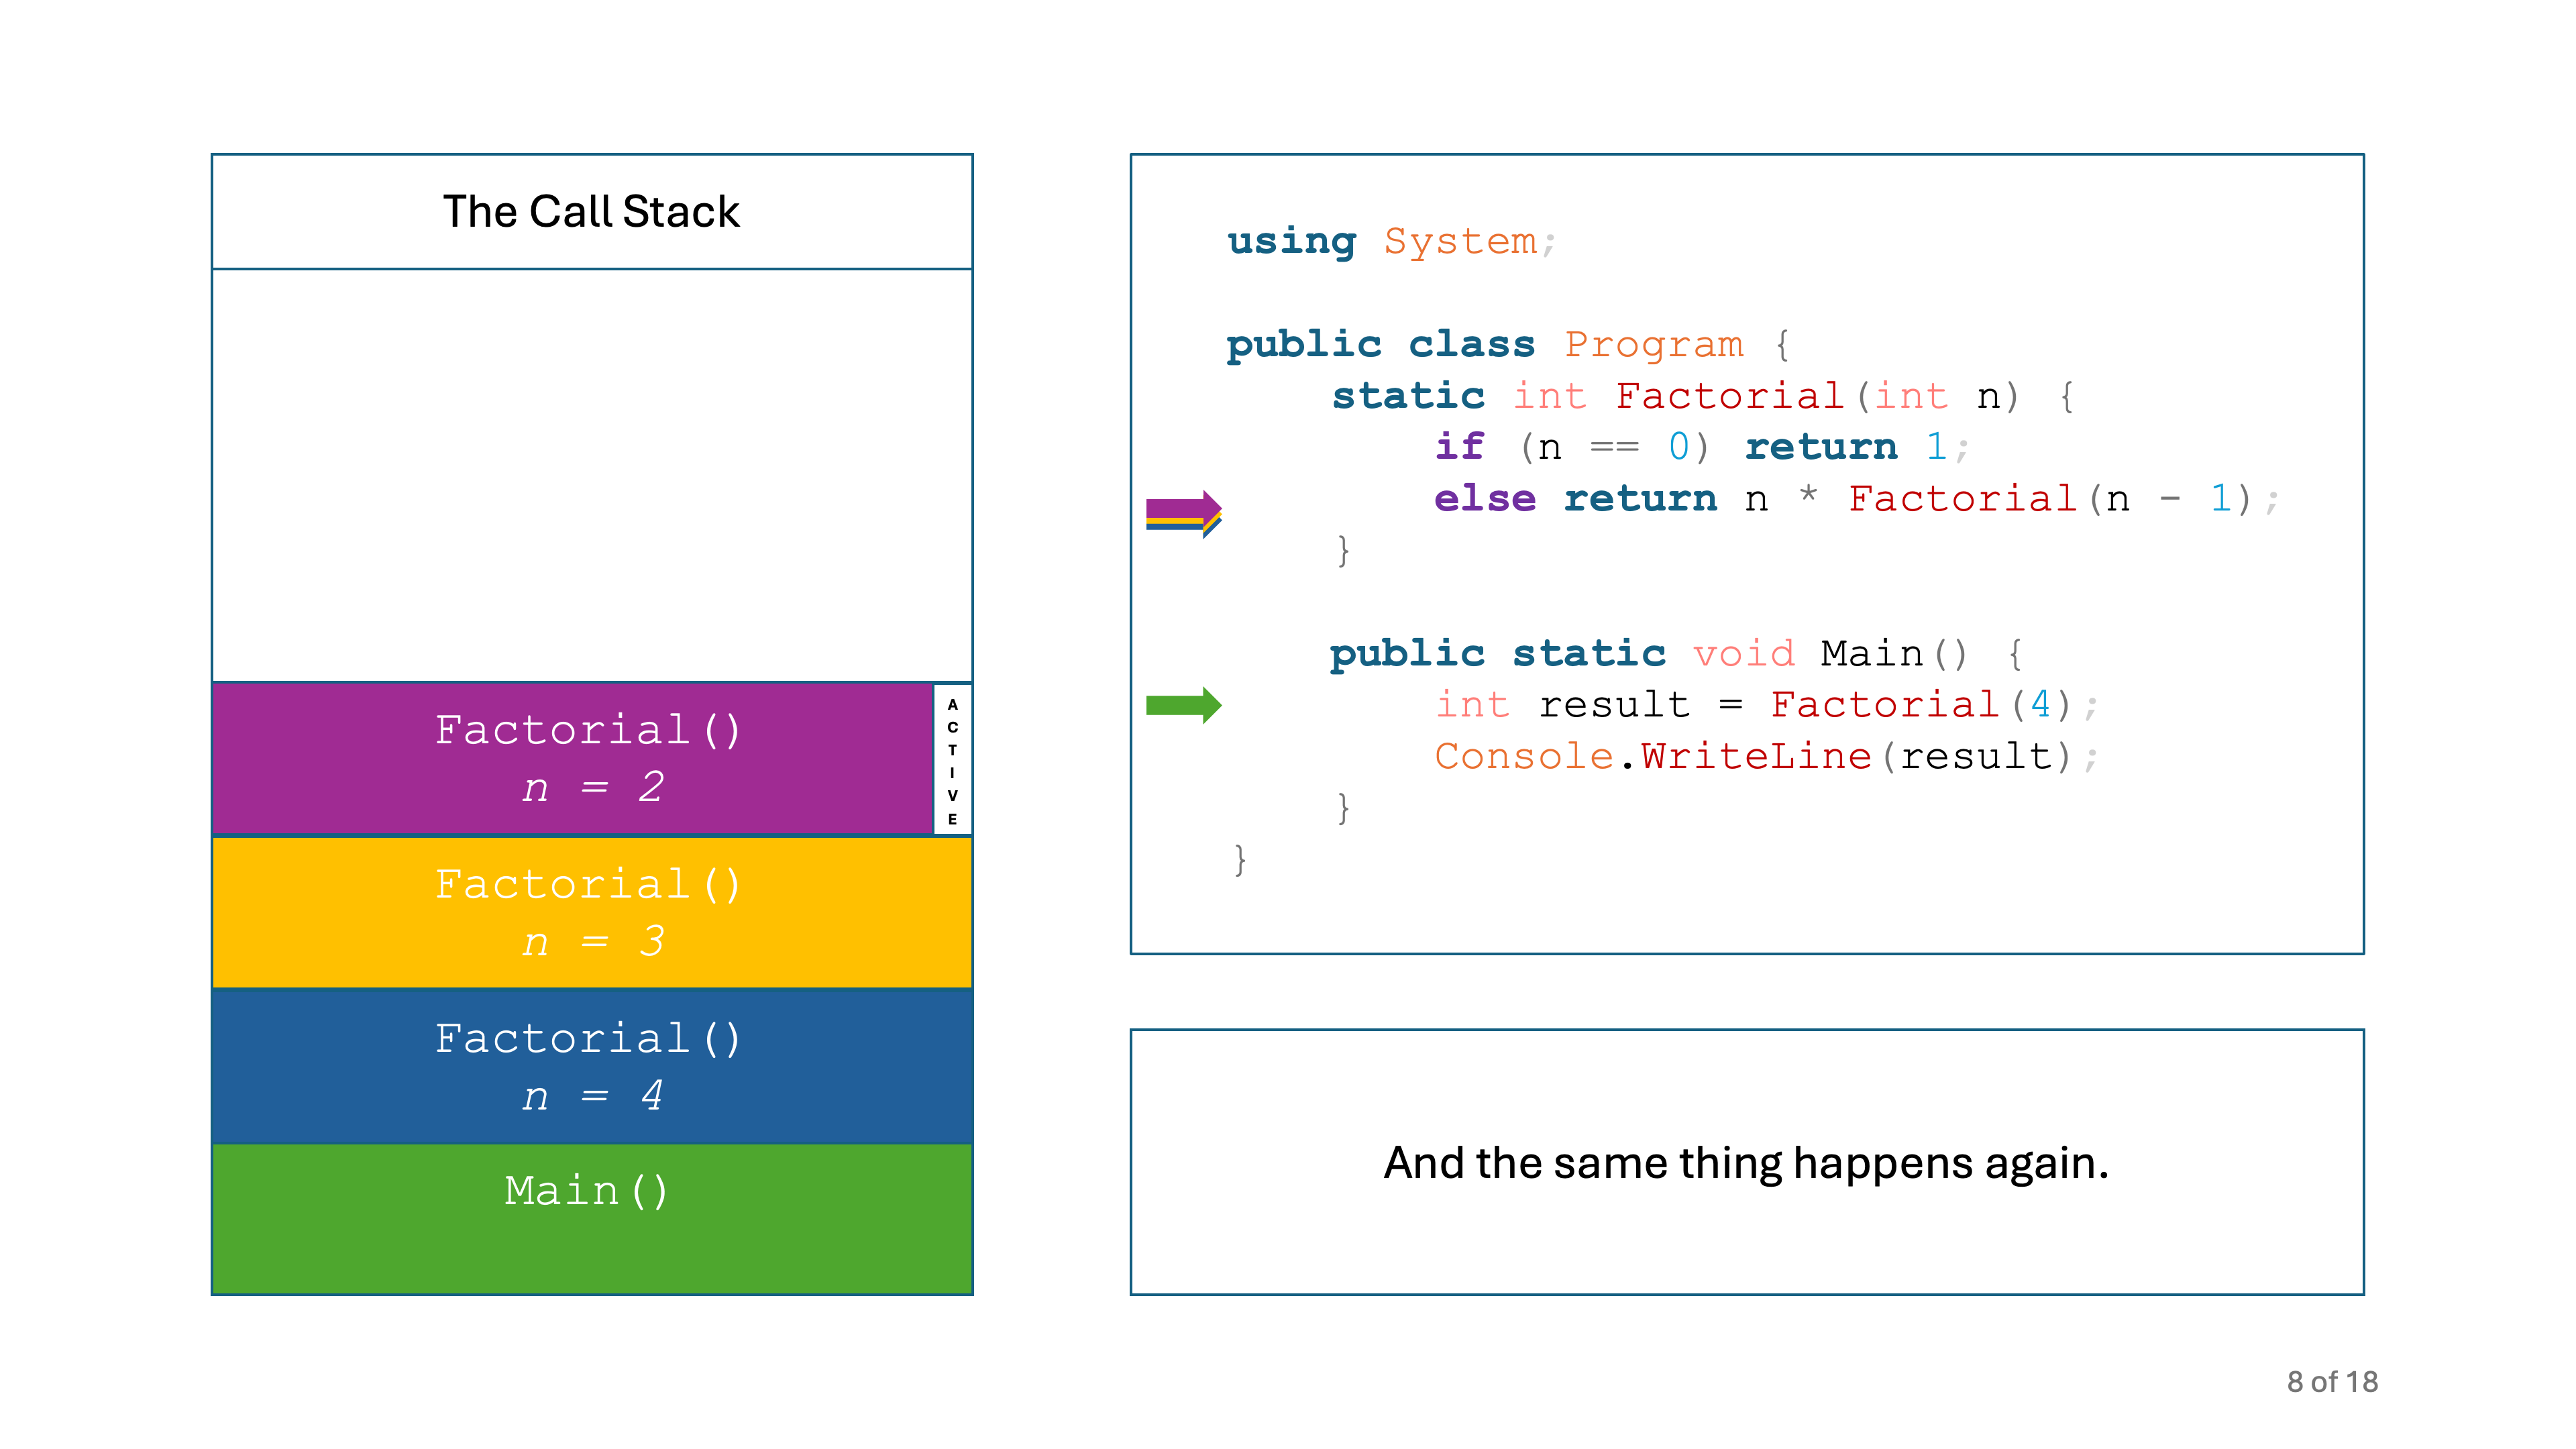 The Call Stack
Factorial()
n = 2
ACTIVE
Factorial()
n = 3
Factorial()
n = 4
Main()
using System;
public class Program {
    static int Factorial(int n) {
        if (n == 0) return 1;
        else return n * Factorial(n - 1);
    }
    public static void Main() {
        int result = Factorial(4);
        Console.WriteLine(result);
    }
}
And the same thing happens again.
8 of 18